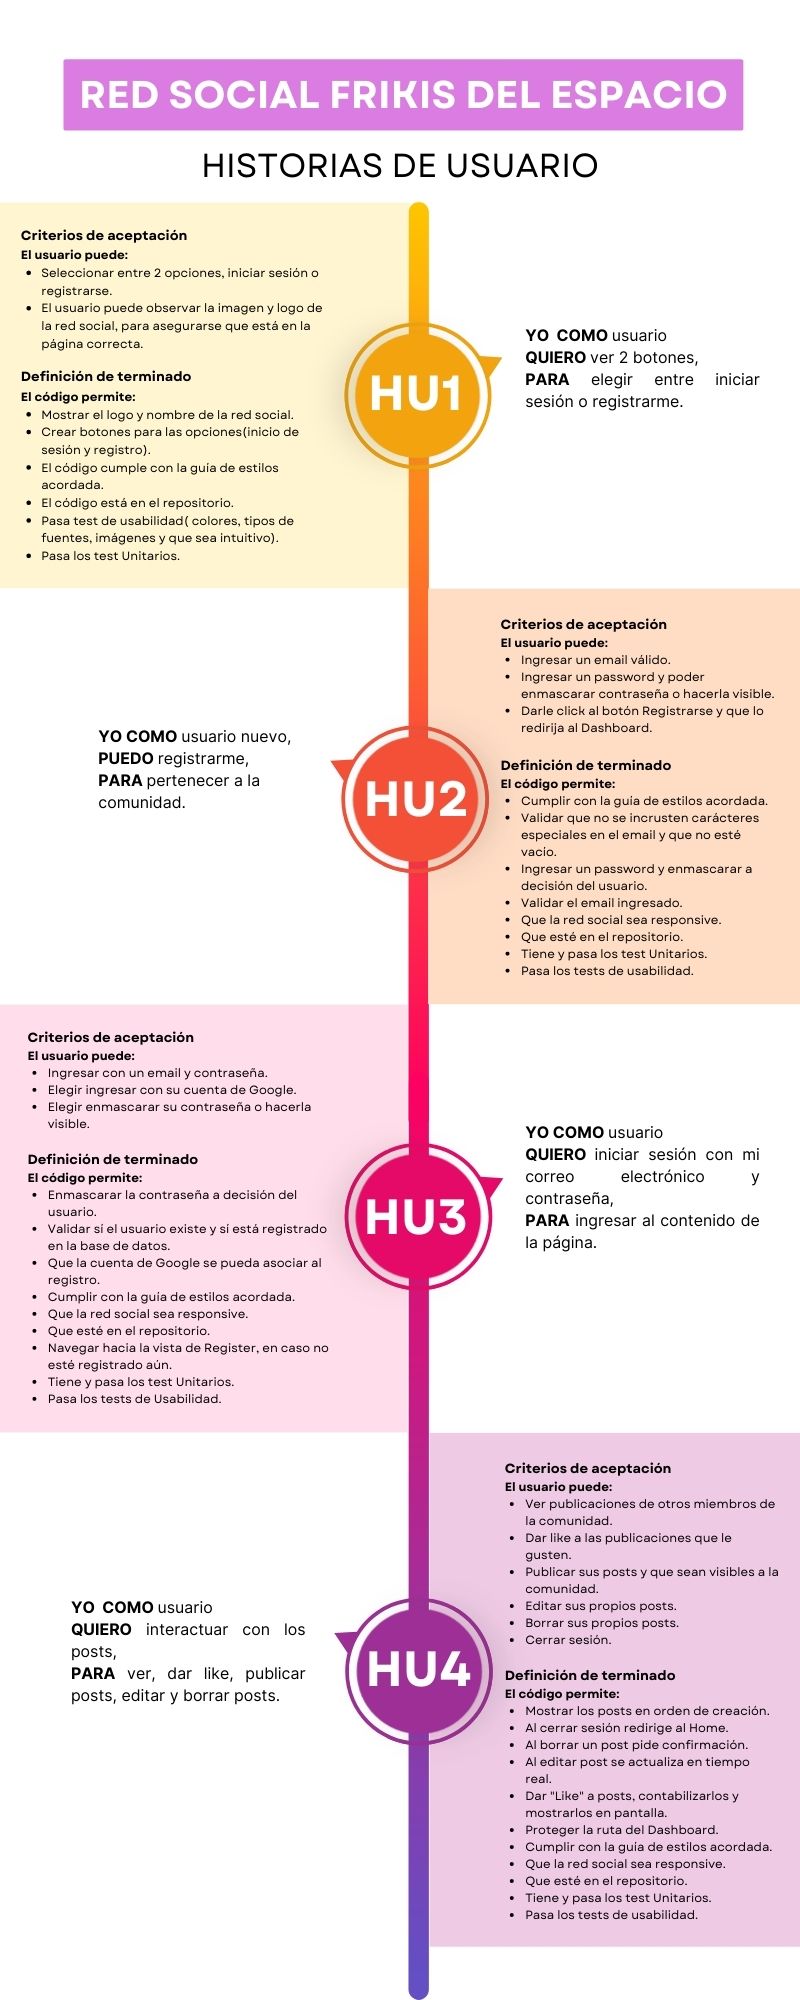 RED SOCIAL FRIKIS DEL ESPACIO
HISTORIAS DE USUARIO
Criterios de aceptación
El usuario puede:
• Seleccionar entre 2 opciones, iniciar sesión o
registrarse.
• El usuario puede observar la imagen y logo de
la red social, para asegurarse que está en la
página correcta.
Definición de terminado
El código permite:
• Mostrar el logo y nombre de la red social.
• Crear botones para las opciones(inicio de
sesión y registro).
• El código cumple con la guía de estilos
acordada.
• El código está en el repositorio.
• Pasa test de usabilidad( colores, tipos de
fuentes, imágenes y que sea intuitivo).
• Pasa los test Unitarios.
HU1
YO COMO usuario
QUIERO ver 2 botones,
PARA elegir entre iniciar
sesión o registrarme.
YO COMO usuario nuevo,
PUEDO registrarme,
PARA pertenecer a la
comunidad.
HU2
Criterios de aceptación
El usuario puede:
• Ingresar un email válido.
• Ingresar un password y poder
enmascarar contraseña o hacerla visible.
• Darle click al botón Registrarse y que lo
redirija al Dashboard.
Definición de terminado
El código permite:
• Cumplir con la guía de estilos acordada.
• Validar que no se incrusten carácteres
especiales en el email y que no esté
vacío.
• Ingresar un password y enmascarar a
decisión del usuario.
• Validar el email ingresado.
• Que la red social sea responsive.
• Que esté en el repositorio.
• Tiene y pasa los test Unitarios.
• Pasa los tests de usabilidad.
Criterios de aceptación
El usuario puede:
• Ingresar con un email y contraseña.
• Elegir ingresar con su cuenta de Google.
• Elegir enmascarar su contraseña o hacerla
visible.
Definición de terminado
El código permite:
• Enmascarar la contraseña a decisión del
usuario.
• Validar sí el usuario existe y sí está registrado
en la base de datos.
• Que la cuenta de Google se pueda asociar al
registro.
• Cumplir con la guía de estilos acordada.
• Que la red social sea responsive.
• Que esté en el repositorio.
• Navegar hacia la vista de Register, en caso no
esté registrado aún.
• Tiene y pasa los test Unitarios.
• Pasa los tests de Usabilidad.
HU3
YO COMO usuario
QUIERO iniciar sesión con mi
correo electrónico y
contraseña,
PARA ingresar al contenido de
la página.
YO COMO usuario
QUIERO interactuar con los
posts,
PARA ver, dar like, publicar
posts, editar y borrar posts.
HU4
Criterios de aceptación
El usuario puede:
• Ver publicaciones de otros miembros de
la comunidad.
• Dar like a las publicaciones que le
gusten.
• Publicar sus posts y que sean visibles a la
comunidad.
• Editar sus propios posts.
• Borrar sus propios posts.
• Cerrar sesión.
Definición de terminado
El código permite:
• Mostrar los posts en orden de creación.
• Al cerrar sesión redirige al Home.
• Al borrar un post pide confirmación.
• Al editar post se actualiza en tiempo
real.
• Dar "Like" a posts, contabilizarlos y
mostrarlos en pantalla.
• Proteger la ruta del Dashboard.
• Cumplir con la guía de estilos acordada.
• Que la red social sea responsive.
• Que esté en el repositorio.
• Tiene y pasa los test Unitarios.
• Pasa los tests de usabilidad.